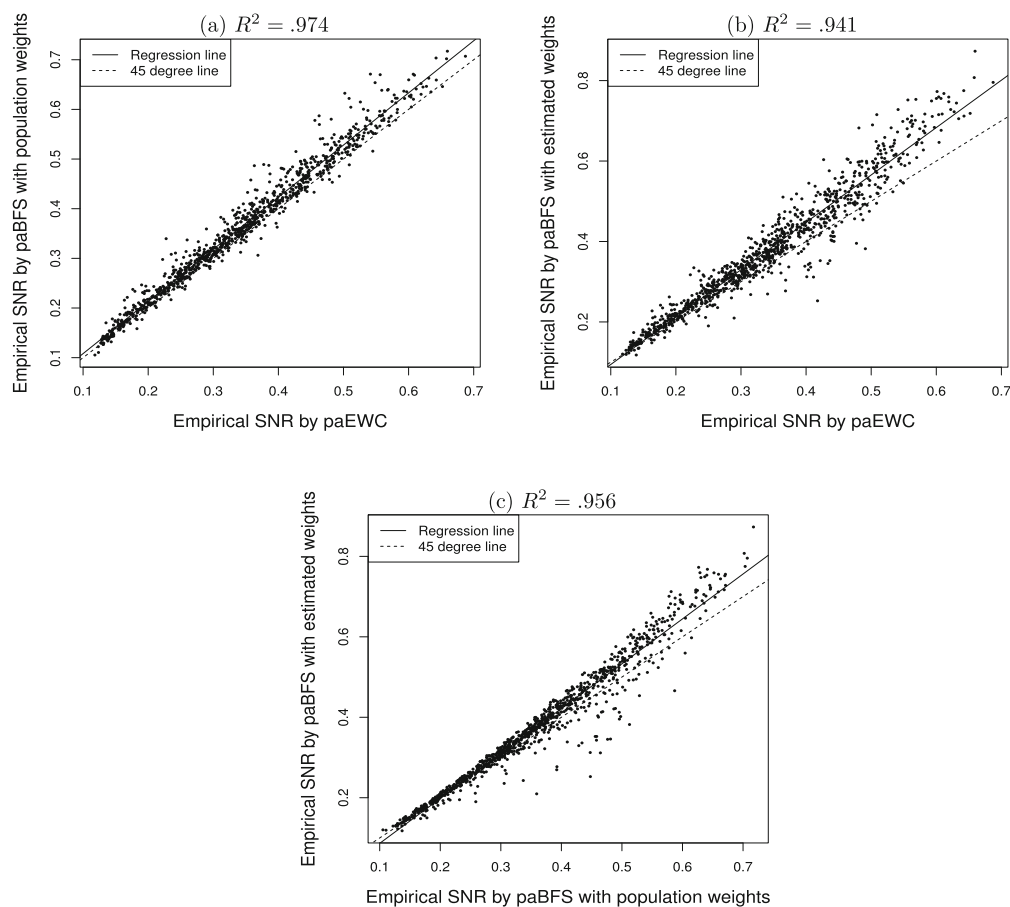 (a) R² = .974
Regression line
45 degree line
Empirical SNR by paBFS with population weights
0.1
0.2
0.3
0.4
0.5
0.6
0.7
0.1 0.2 0.3 0.4 0.5 0.6 0.7
Empirical SNR by paEWC
(b) R² = .941
Regression line
45 degree line
Empirical SNR by paBFS with estimated weights
0.2
0.4
0.6
0.8
0.1 0.2 0.3 0.4 0.5 0.6 0.7
Empirical SNR by paEWC
(c) R² = .956
Regression line
45 degree line
Empirical SNR by paBFS with estimated weights
0.2
0.4
0.6
0.8
0.1 0.2 0.3 0.4 0.5 0.6 0.7
Empirical SNR by paBFS with population weights